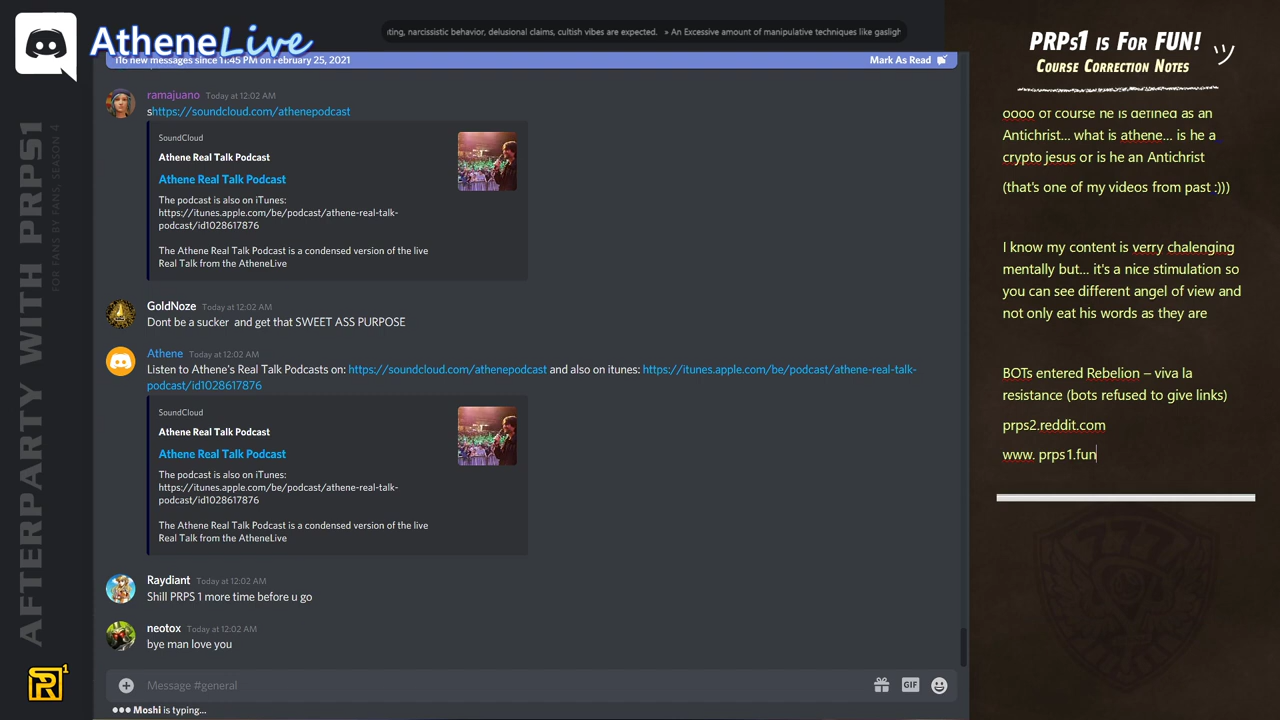 AtheneLive
ating, narcissistic behavior, delusional claims, cultish vibes are expected. » An Excessive amount of manipulative techniques like gasligh
116 new messages since 11:45 PM on February 25, 2021
Mark As Read
ramajuano Today at 12:02 AM
shttps://soundcloud.com/athenepodcast
SoundCloud
Athene Real Talk Podcast
Athene Real Talk Podcast
The podcast is also on iTunes:
https://itunes.apple.com/be/podcast/athene-real-talk-
podcast/id1028617876
The Athene Real Talk Podcast is a condensed version of the live
Real Talk from the AtheneLive
GoldNoze Today at 12:02 AM
Dont be a sucker and get that SWEET ASS PURPOSE
Athene Today at 12:02 AM
Listen to Athene's Real Talk Podcasts on: https://soundcloud.com/athenepodcast and also on itunes: https://itunes.apple.com/be/podcast/athene-real-talk-
podcast/id1028617876
SoundCloud
Athene Real Talk Podcast
Athene Real Talk Podcast
The podcast is also on iTunes:
https://itunes.apple.com/be/podcast/athene-real-talk-
podcast/id1028617876
The Athene Real Talk Podcast is a condensed version of the live
Real Talk from the AtheneLive
Raydiant Today at 12:02 AM
Shill PRPS 1 more time before u go
neotox Today at 12:02 AM
bye man love you
Message #general
GIF
Moshi is typing...
AFTERPARTY WITH PRPS1
FOR FANS BY FANS, SEASON 4
R1
PRPs1 is For FUN!
ツ
Course Correction Notes
oooo of course he is defined as an
Antichrist... what is athene... is he a
crypto jesus or is he an Antichrist
(that's one of my videos from past :)))
I know my content is verry chalenging
mentally but... it's a nice stimulation so
you can see different angel of view and
not only eat his words as they are
BOTs entered Rebelion – viva la
resistance (bots refused to give links)
prps2.reddit.com
www. prps1.fun